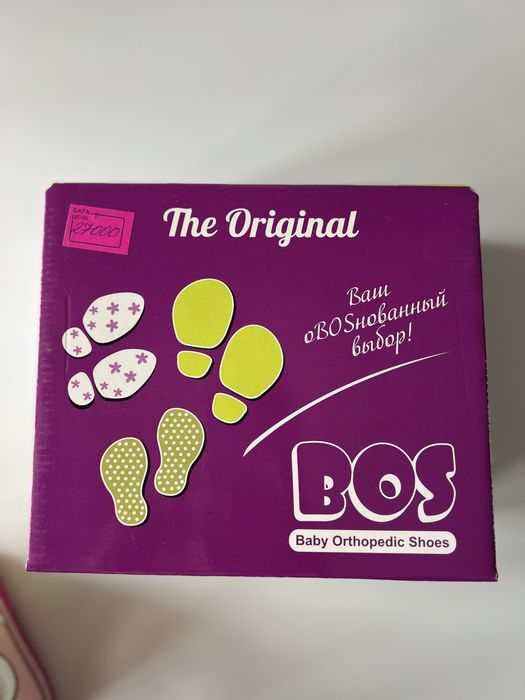 БАҒА
ЦЕНА
27000
The Original
Ваш
оBOSнованный
выбор!
BOS
Baby Orthopedic Shoes